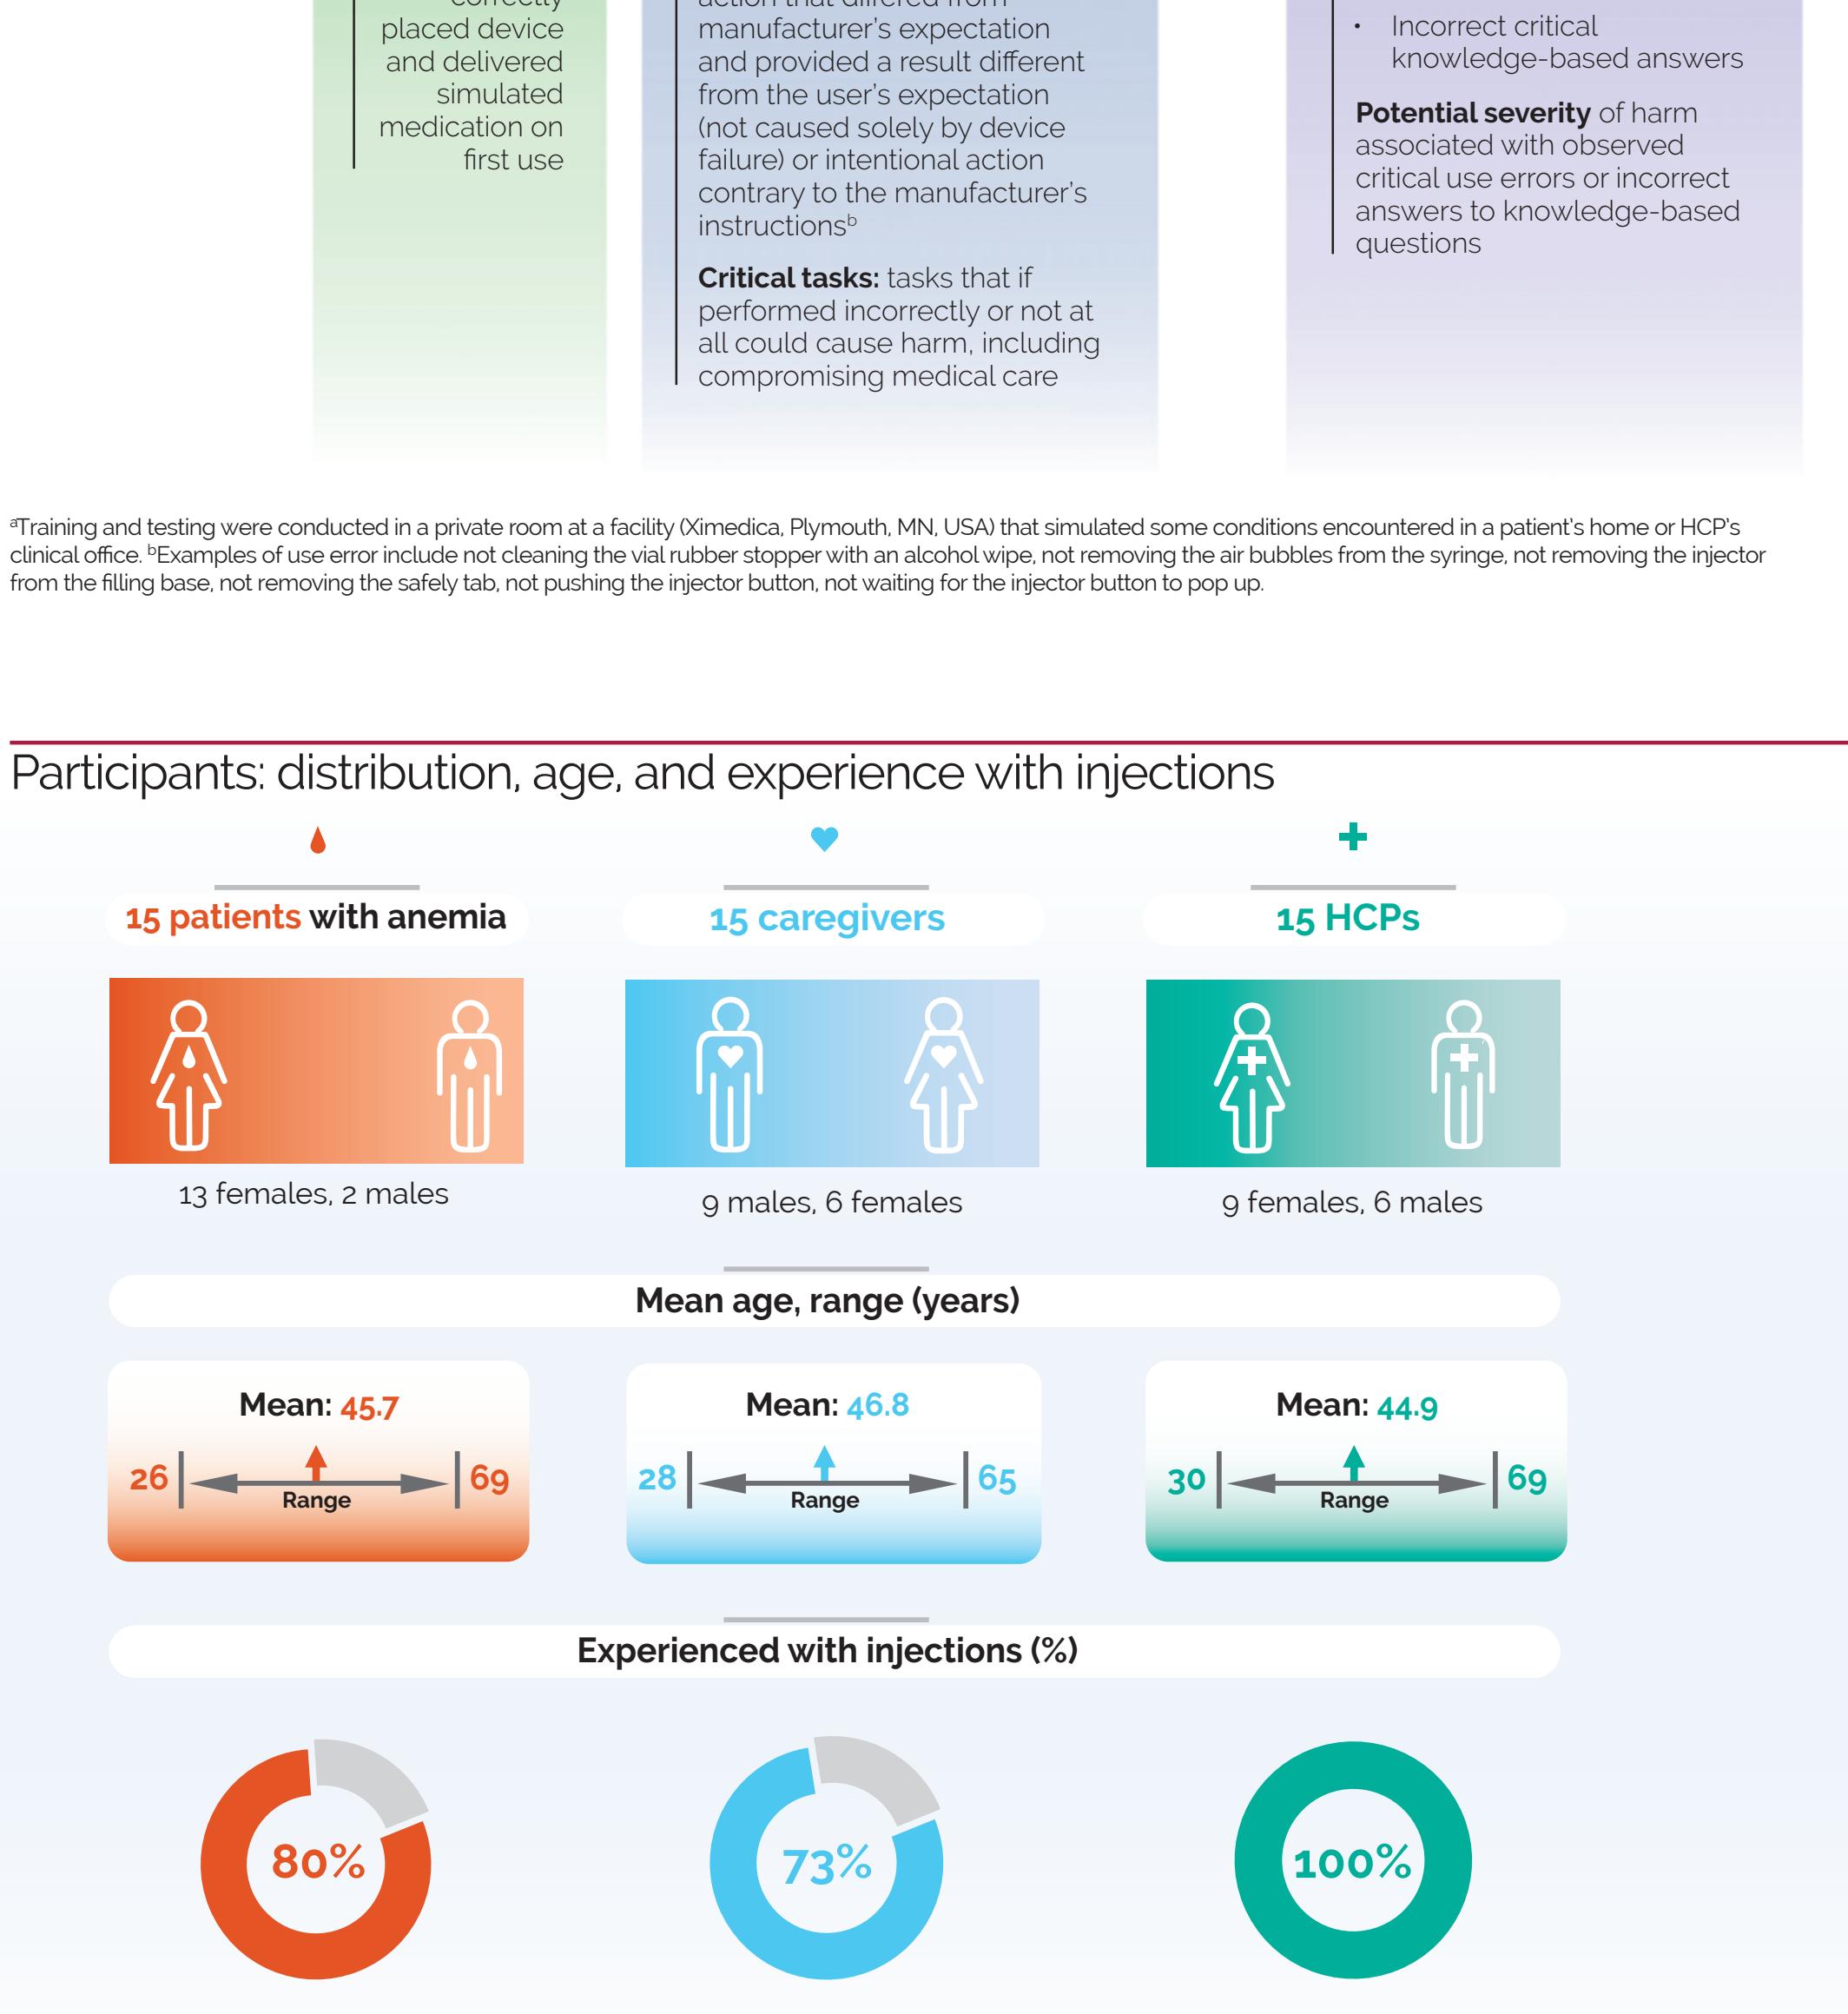 correctly
placed device
and delivered
simulated
medication on
first use
action that differed from
manufacturer’s expectation
and provided a result different
from the user’s expectation
(not caused solely by device
failure) or intentional action
contrary to the manufacturer’s
instructionsᵇ
Critical tasks: tasks that if
performed incorrectly or not at
all could cause harm, including
compromising medical care
• Incorrect critical
knowledge-based answers
Potential severity of harm
associated with observed
critical use errors or incorrect
answers to knowledge-based
questions
ᵃTraining and testing were conducted in a private room at a facility (Ximedica, Plymouth, MN, USA) that simulated some conditions encountered in a patient’s home or HCP’s
clinical office. ᵇExamples of use error include not cleaning the vial rubber stopper with an alcohol wipe, not removing the air bubbles from the syringe, not removing the injector
from the filling base, not removing the safely tab, not pushing the injector button, not waiting for the injector button to pop up.
Participants: distribution, age, and experience with injections
15 patients with anemia
15 caregivers
15 HCPs
13 females, 2 males
9 males, 6 females
9 females, 6 males
Mean age, range (years)
Mean: 45.7
26
69
Range
Mean: 46.8
28
65
Range
Mean: 44.9
30
69
Range
Experienced with injections (%)
80%
73%
100%